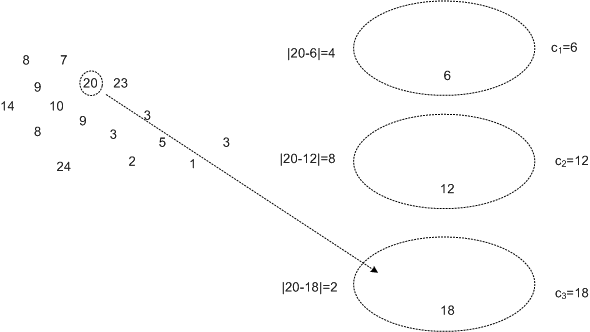 |20-6|=4
6
c1=6
8 7
9 20 23
14 10 3
8 9 3 5 3
24 2 1
|20-12|=8
12
c2=12
|20-18|=2
18
c3=18